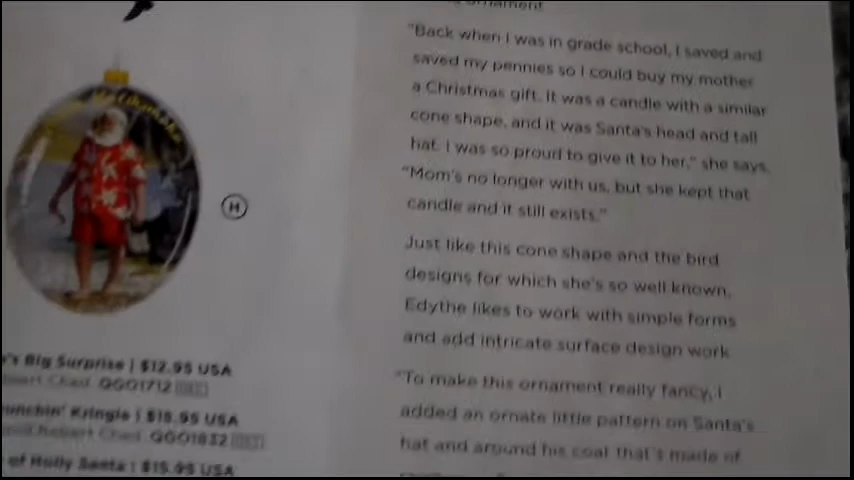 ornament
"Back when I was in grade school, I saved and
saved my pennies so I could buy my mother
a Christmas gift. It was a candle with a similar
cone shape, and it was Santa's head and tall
hat. I was so proud to give it to her," she says.
"Mom's no longer with us, but she kept that
candle and it still exists."
Just like this cone shape and the bird
designs for which she's so well known,
Edythe likes to work with simple forms
and add intricate surface design work
"To make this ornament really fancy, I
added an ornate little pattern on Santa's
hat and around his coat that's made of
H
's Big Surprise | $12.95 USA
QGO1712
Kringle | $15.95 USA
QGO1832
of Holly Santa | $15.95 USA